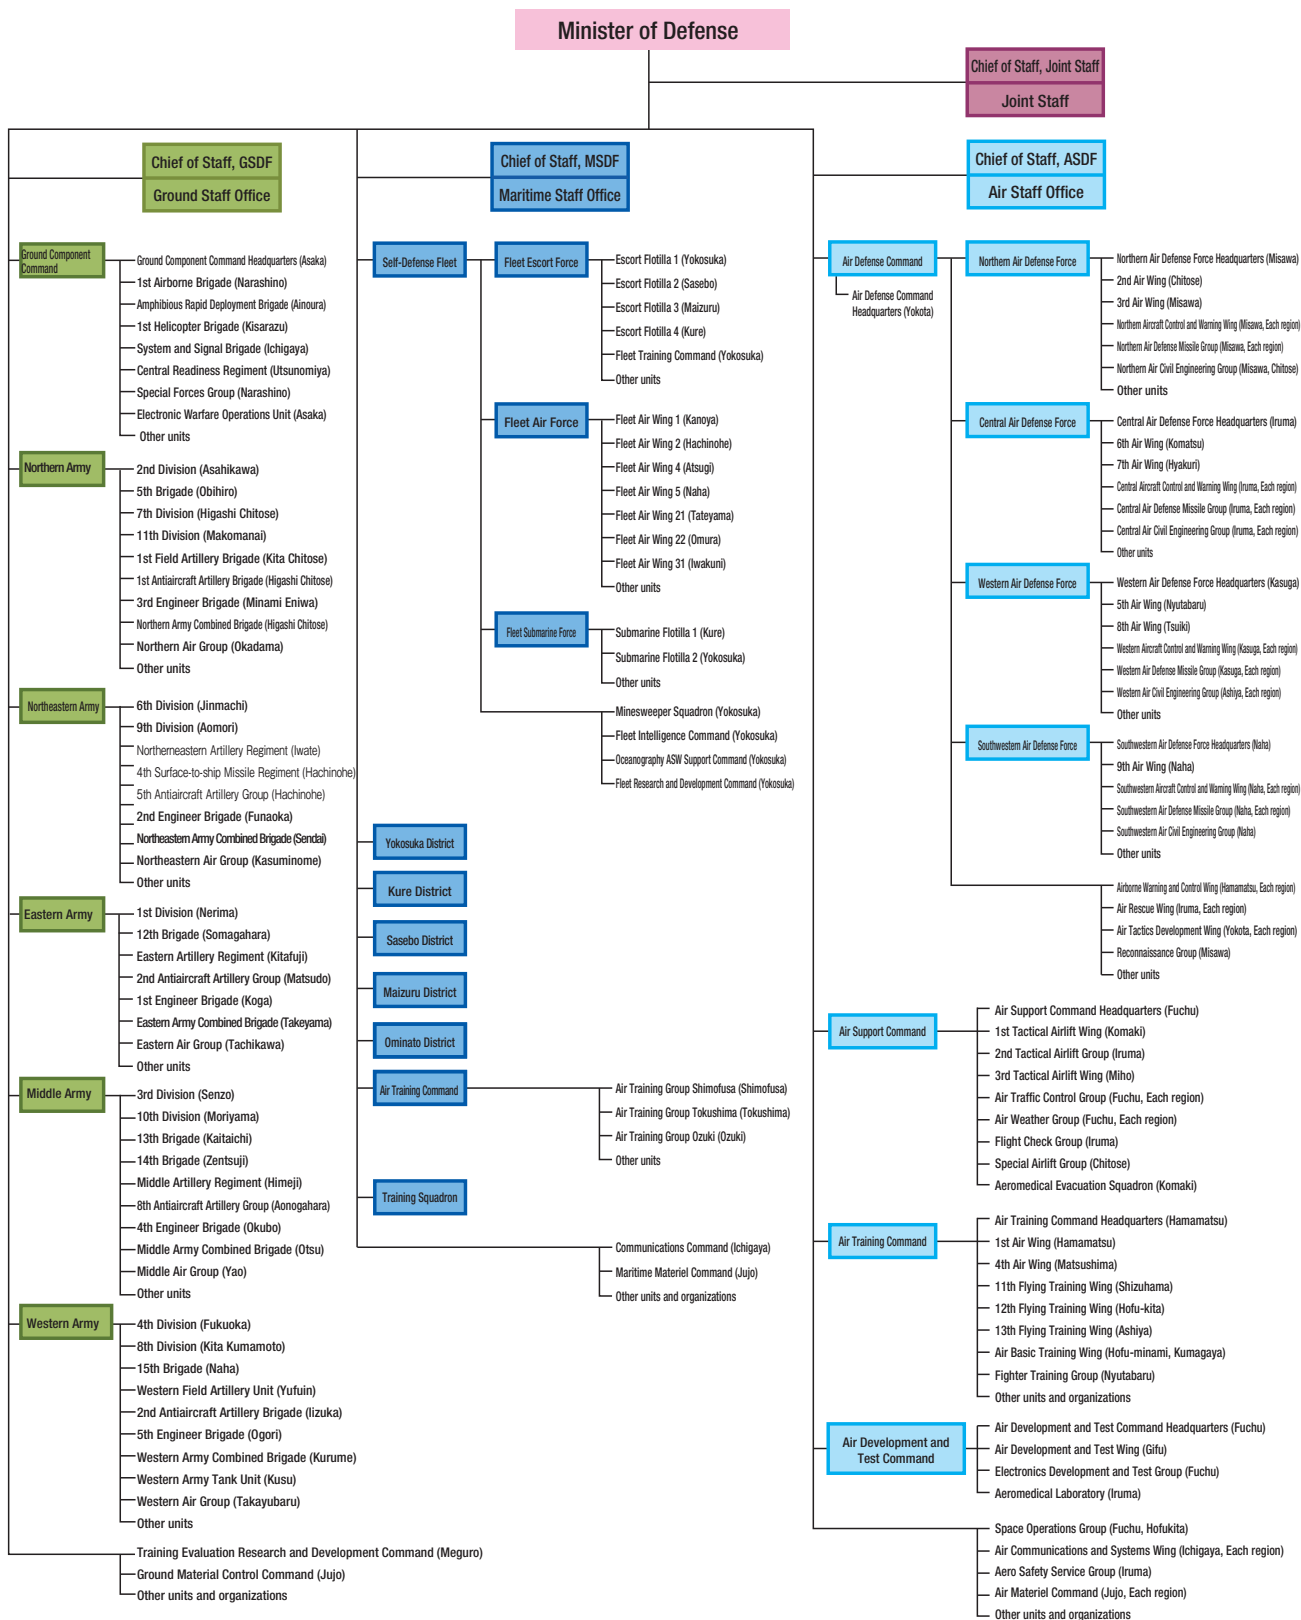 Minister of Defense
Chief of Staff, Joint Staff
Joint Staff
Chief of Staff, GSDF
Ground Staff Office
Ground Component
Command
Ground Component Command Headquarters (Asaka)
1st Airborne Brigade (Narashino)
Amphibious Rapid Deployment Brigade (Ainoura)
1st Helicopter Brigade (Kisarazu)
System and Signal Brigade (Ichigaya)
Central Readiness Regiment (Utsunomiya)
Special Forces Group (Narashino)
Electronic Warfare Operations Unit (Asaka)
Other units
Northern Army
2nd Division (Asahikawa)
5th Brigade (Obihiro)
7th Division (Higashi Chitose)
11th Division (Makomanai)
1st Field Artillery Brigade (Kita Chitose)
1st Antiaircraft Artillery Brigade (Higashi Chitose)
3rd Engineer Brigade (Minami Eniwa)
Northern Army Combined Brigade (Higashi Chitose)
Northern Air Group (Okadama)
Other units
Northeastern Army
6th Division (Jinmachi)
9th Division (Aomori)
Northerneastern Artillery Regiment (Iwate)
4th Surface-to-ship Missile Regiment (Hachinohe)
5th Antiaircraft Artillery Group (Hachinohe)
2nd Engineer Brigade (Funaoka)
Northeastern Army Combined Brigade (Sendai)
Northeastern Air Group (Kasuminome)
Other units
Eastern Army
1st Division (Nerima)
12th Brigade (Somagahara)
Eastern Artillery Regiment (Kitafuji)
2nd Antiaircraft Artillery Group (Matsudo)
1st Engineer Brigade (Koga)
Eastern Army Combined Brigade (Takeyama)
Eastern Air Group (Tachikawa)
Other units
Middle Army
3rd Division (Senzo)
10th Division (Moriyama)
13th Brigade (Kaitaichi)
14th Brigade (Zentsuji)
Middle Artillery Regiment (Himeji)
8th Antiaircraft Artillery Group (Aonogahara)
4th Engineer Brigade (Okubo)
Middle Army Combined Brigade (Otsu)
Middle Air Group (Yao)
Other units
Western Army
4th Division (Fukuoka)
8th Division (Kita Kumamoto)
15th Brigade (Naha)
Western Field Artillery Unit (Yufuin)
2nd Antiaircraft Artillery Brigade (Iizuka)
5th Engineer Brigade (Ogori)
Western Army Combined Brigade (Kurume)
Western Army Tank Unit (Kusu)
Western Air Group (Takayubaru)
Other units
Training Evaluation Research and Development Command (Meguro)
Ground Material Control Command (Jujo)
Other units and organizations
Chief of Staff, MSDF
Maritime Staff Office
Self-Defense Fleet
Fleet Escort Force
Escort Flotilla 1 (Yokosuka)
Escort Flotilla 2 (Sasebo)
Escort Flotilla 3 (Maizuru)
Escort Flotilla 4 (Kure)
Fleet Training Command (Yokosuka)
Other units
Fleet Air Force
Fleet Air Wing 1 (Kanoya)
Fleet Air Wing 2 (Hachinohe)
Fleet Air Wing 4 (Atsugi)
Fleet Air Wing 5 (Naha)
Fleet Air Wing 21 (Tateyama)
Fleet Air Wing 22 (Omura)
Fleet Air Wing 31 (Iwakuni)
Other units
Fleet Submarine Force
Submarine Flotilla 1 (Kure)
Submarine Flotilla 2 (Yokosuka)
Other units
Minesweeper Squadron (Yokosuka)
Fleet Intelligence Command (Yokosuka)
Oceanography ASW Support Command (Yokosuka)
Fleet Research and Development Command (Yokosuka)
Yokosuka District
Kure District
Sasebo District
Maizuru District
Ominato District
Air Training Command
Air Training Group Shimofusa (Shimofusa)
Air Training Group Tokushima (Tokushima)
Air Training Group Ozuki (Ozuki)
Other units
Training Squadron
Communications Command (Ichigaya)
Maritime Materiel Command (Jujo)
Other units and organizations
Chief of Staff, ASDF
Air Staff Office
Air Defense Command
Air Defense Command
Headquarters (Yokota)
Northern Air Defense Force
Northern Air Defense Force Headquarters (Misawa)
2nd Air Wing (Chitose)
3rd Air Wing (Misawa)
Northern Aircraft Control and Warning Wing (Misawa, Each region)
Northern Air Defense Missile Group (Misawa, Each region)
Northern Air Civil Engineering Group (Misawa, Chitose)
Other units
Central Air Defense Force
Central Air Defense Force Headquarters (Iruma)
6th Air Wing (Komatsu)
7th Air Wing (Hyakuri)
Central Aircraft Control and Warning Wing (Iruma, Each region)
Central Air Defense Missile Group (Iruma, Each region)
Central Air Civil Engineering Group (Iruma, Each region)
Other units
Western Air Defense Force
Western Air Defense Force Headquarters (Kasuga)
5th Air Wing (Nyutabaru)
8th Air Wing (Tsuiki)
Western Aircraft Control and Warning Wing (Kasuga, Each region)
Western Air Defense Missile Group (Kasuga, Each region)
Western Air Civil Engineering Group (Ashiya, Each region)
Other units
Southwestern Air Defense Force
Southwestern Air Defense Force Headquarters (Naha)
9th Air Wing (Naha)
Southwestern Aircraft Control and Warning Wing (Naha, Each region)
Southwestern Air Defense Missile Group (Naha, Each region)
Southwestern Air Civil Engineering Group (Naha)
Other units
Airborne Warning and Control Wing (Hamamatsu, Each region)
Air Rescue Wing (Iruma, Each region)
Air Tactics Development Wing (Yokota, Each region)
Reconnaissance Group (Misawa)
Other units
Air Support Command
Air Support Command Headquarters (Fuchu)
1st Tactical Airlift Wing (Komaki)
2nd Tactical Airlift Group (Iruma)
3rd Tactical Airlift Wing (Miho)
Air Traffic Control Group (Fuchu, Each region)
Air Weather Group (Fuchu, Each region)
Flight Check Group (Iruma)
Special Airlift Group (Chitose)
Aeromedical Evacuation Squadron (Komaki)
Air Training Command
Air Training Command Headquarters (Hamamatsu)
1st Air Wing (Hamamatsu)
4th Air Wing (Matsushima)
11th Flying Training Wing (Shizuhama)
12th Flying Training Wing (Hofu-kita)
13th Flying Training Wing (Ashiya)
Air Basic Training Wing (Hofu-minami, Kumagaya)
Fighter Training Group (Nyutabaru)
Other units and organizations
Air Development and
Test Command
Air Development and Test Command Headquarters (Fuchu)
Air Development and Test Wing (Gifu)
Electronics Development and Test Group (Fuchu)
Aeromedical Laboratory (Iruma)
Space Operations Group (Fuchu, Hofukita)
Air Communications and Systems Wing (Ichigaya, Each region)
Aero Safety Service Group (Iruma)
Air Materiel Command (Jujo, Each region)
Other units and organizations